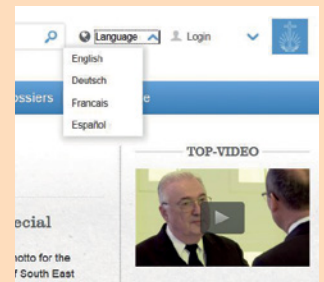 Language
Login
English
Deutsch
Francais
Español
ossiers
e
TOP-VIDEO
ecial
otto for the
South East